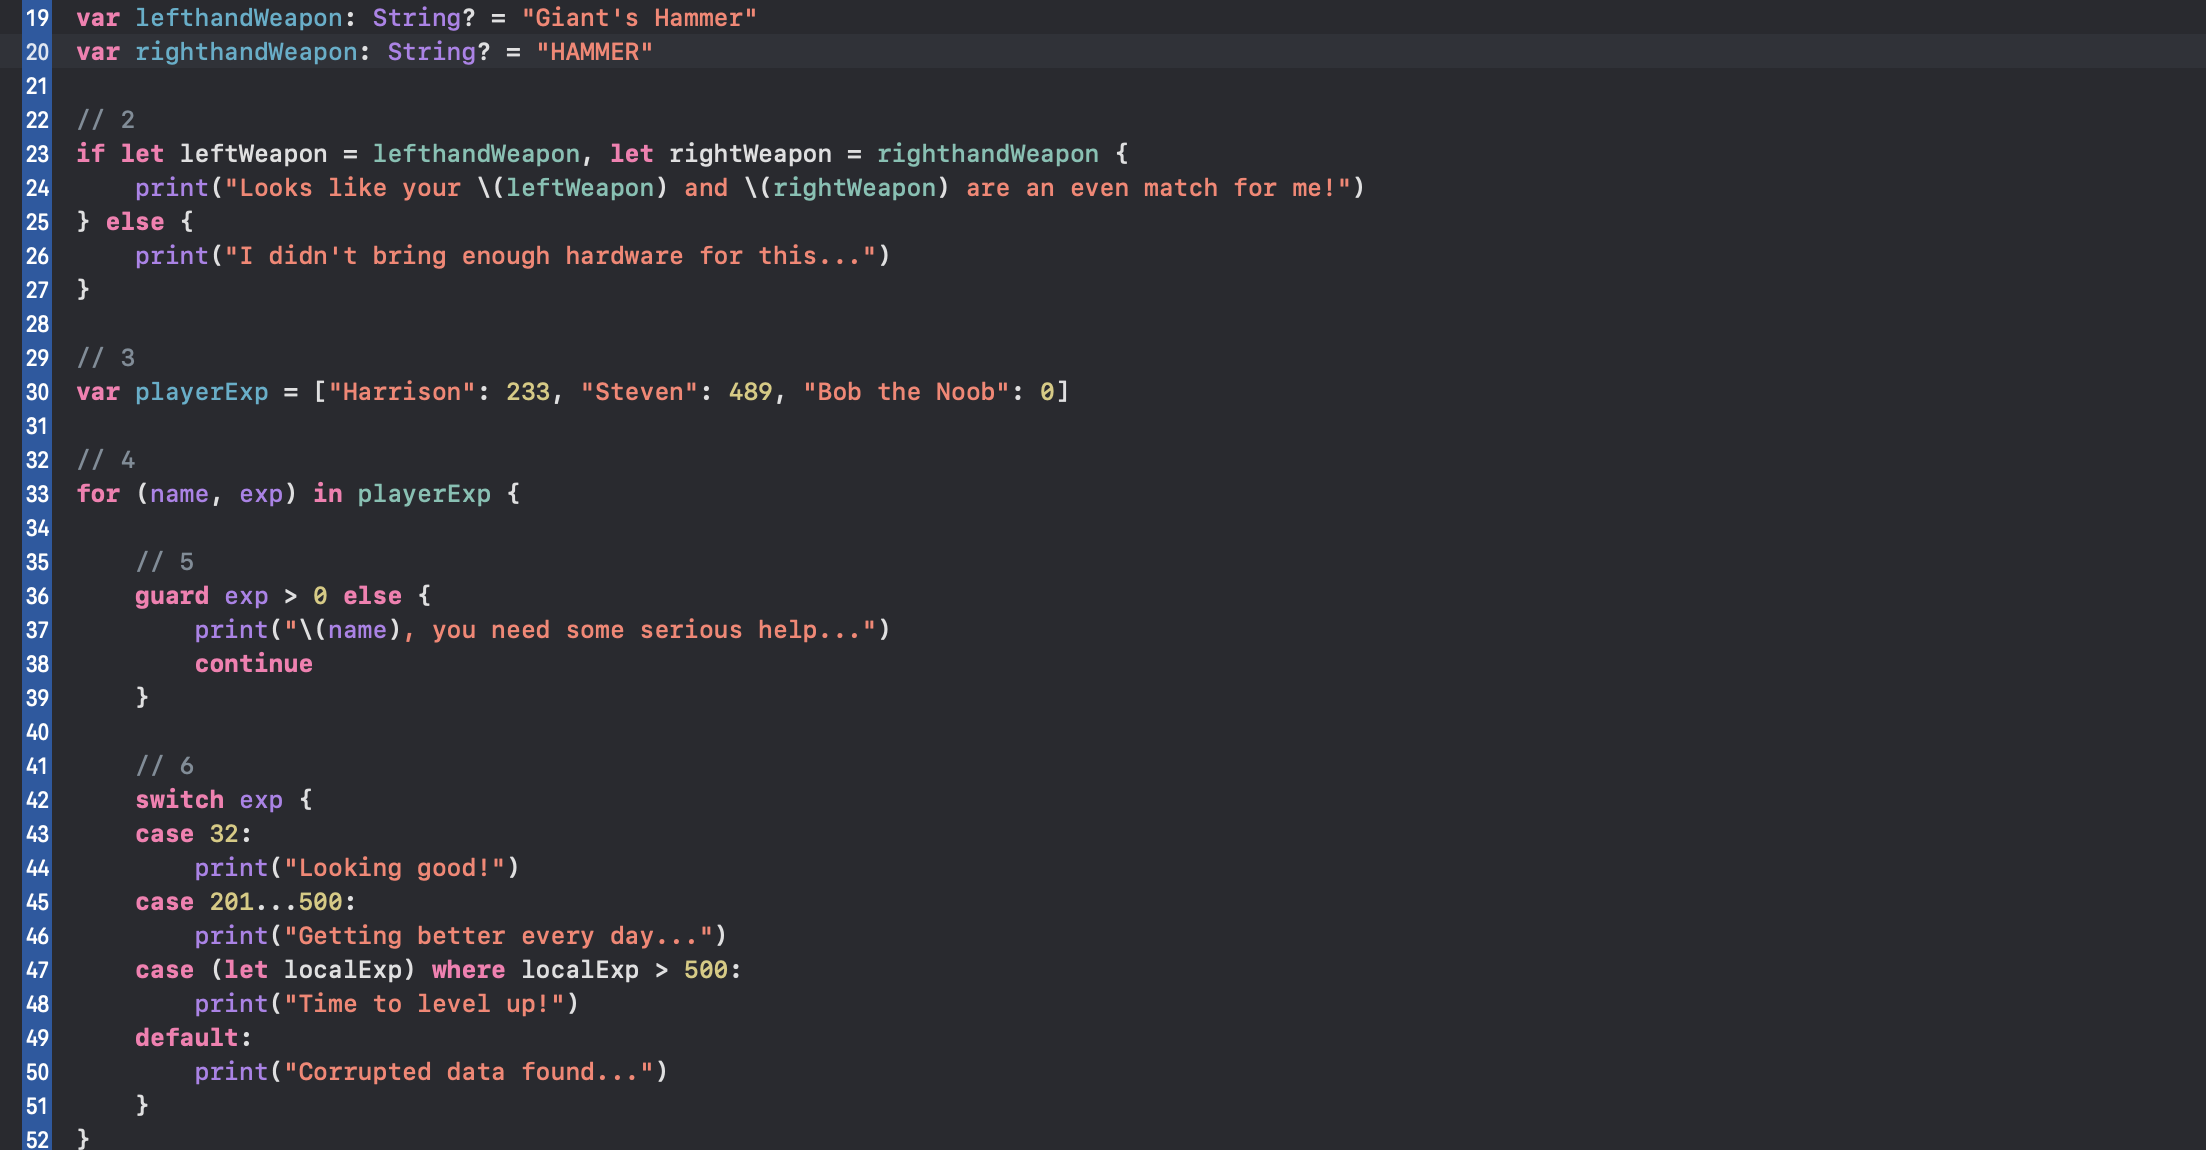 19 var lefthandWeapon: String? = "Giant's Hammer"
20 var righthandWeapon: String? = "HAMMER"
21
22 // 2
23 if let leftWeapon = lefthandWeapon, let rightWeapon = righthandWeapon {
24     print("Looks like your \(leftWeapon) and \(rightWeapon) are an even match for me!")
25 } else {
26     print("I didn't bring enough hardware for this...")
27 }
28
29 // 3
30 var playerExp = ["Harrison": 233, "Steven": 489, "Bob the Noob": 0]
31
32 // 4
33 for (name, exp) in playerExp {
34
35     // 5
36     guard exp > 0 else {
37         print("\(name), you need some serious help...")
38         continue
39     }
40
41     // 6
42     switch exp {
43     case 32:
44         print("Looking good!")
45     case 201...500:
46         print("Getting better every day...")
47     case (let localExp) where localExp > 500:
48         print("Time to level up!")
49     default:
50         print("Corrupted data found...")
51     }
52 }